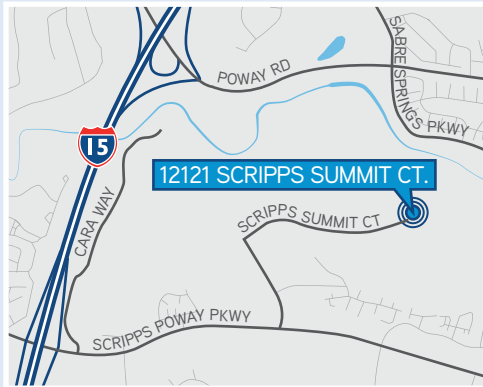 POWAY RD
SABRE SPRINGS PKWY
15
12121 SCRIPPS SUMMIT CT.
CARA WAY
SCRIPPS SUMMIT CT
SCRIPPS POWAY PKWY